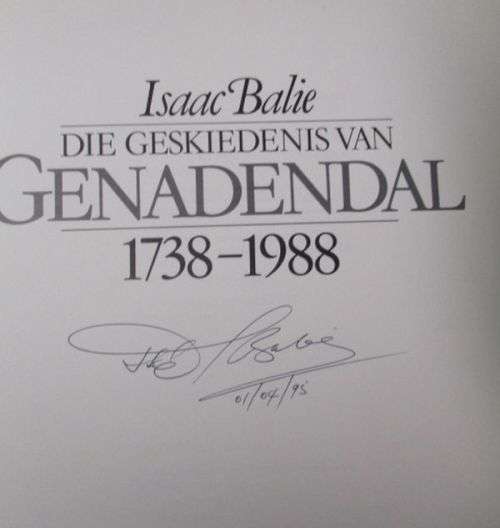 Isaac Balie
DIE GESKIEDENIS VAN
GENADENDAL
1738–1988
01/04/95